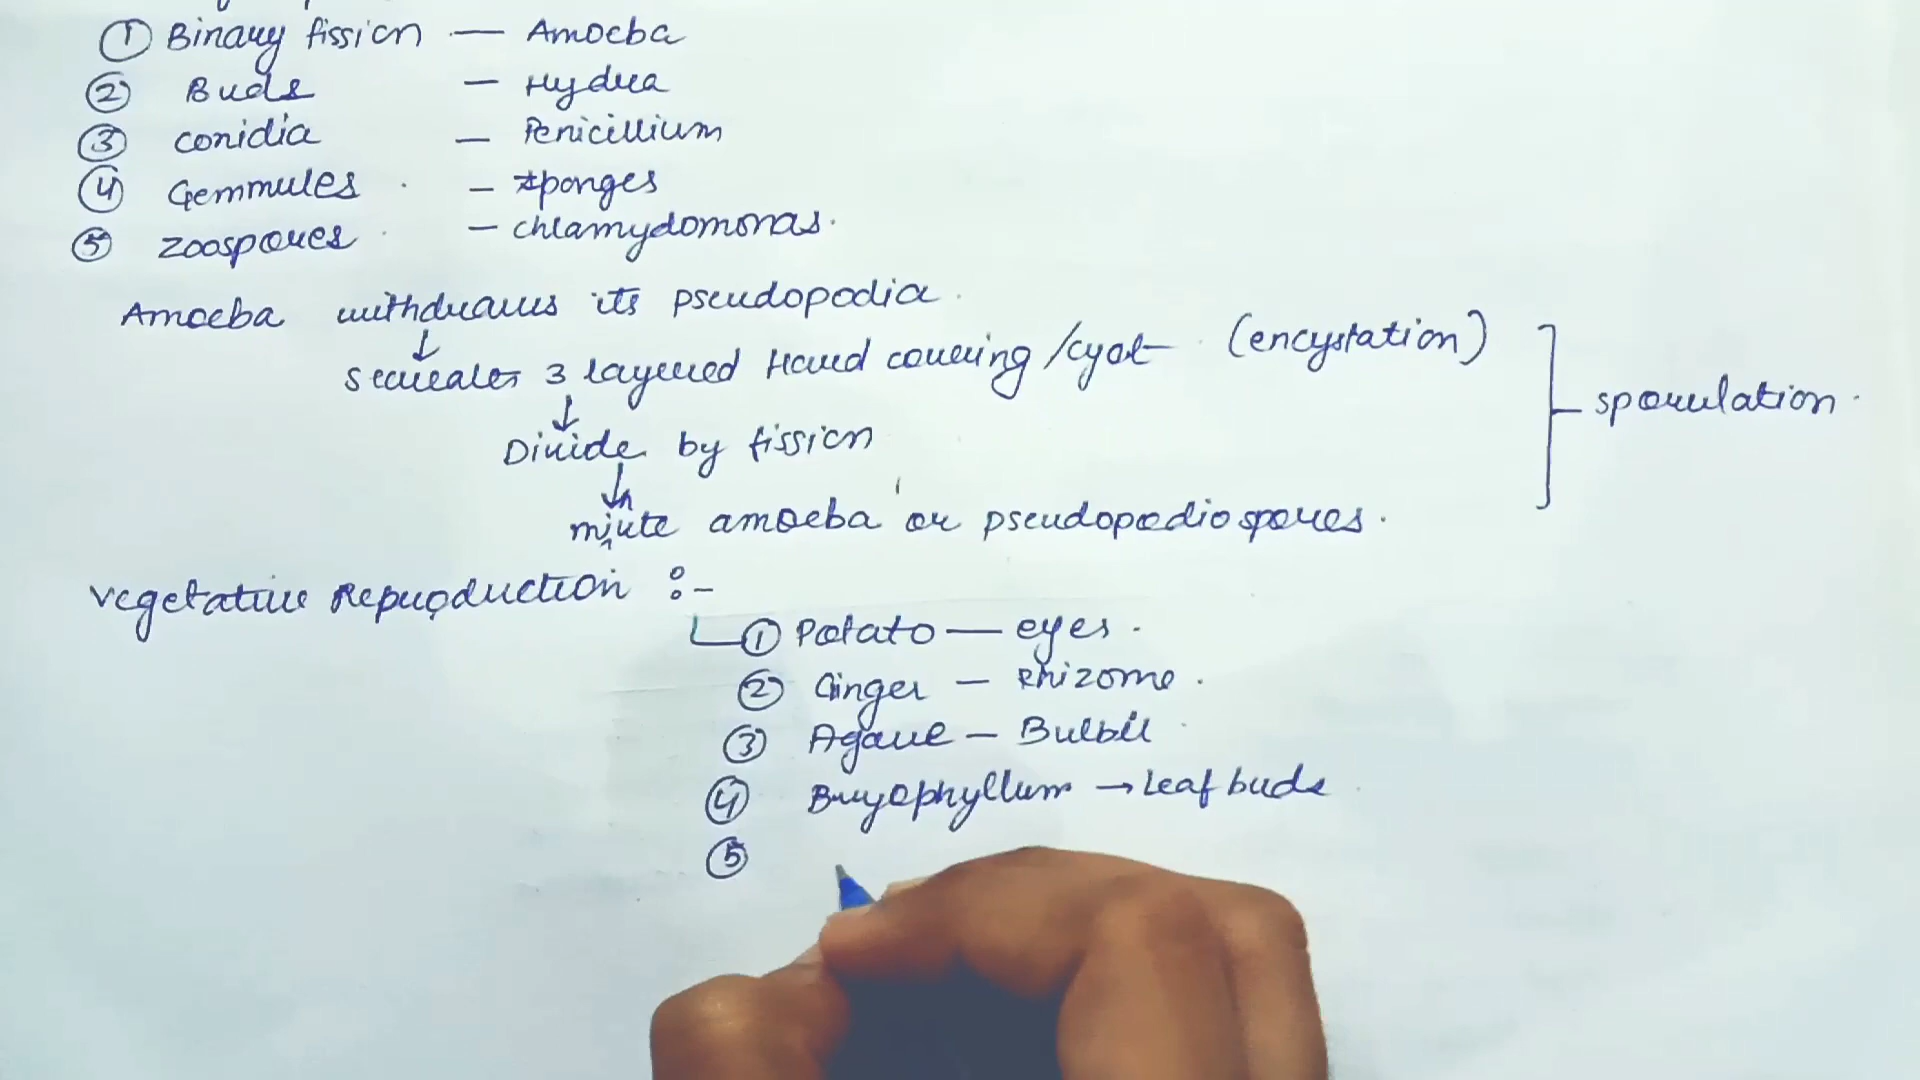 ① Binary fission — Amoeba
② Buds — Hydra
③ conidia — Penicillium
④ Gemmules — sponges
⑤ zoospores — chlamydomonas.
Amoeba withdraws its pseudopodia.
↓
secreates 3 layered Hard covering/cyst (encystation)
↓
Divide by fission
↓
minute amoeba or pseudopodiospores.
sporulation.
vegetative Reproduction :-
① Potato — eyes.
② Ginger — Rhizome.
③ Agave — Bulbil
④ Bryophyllum → Leaf buds
⑤